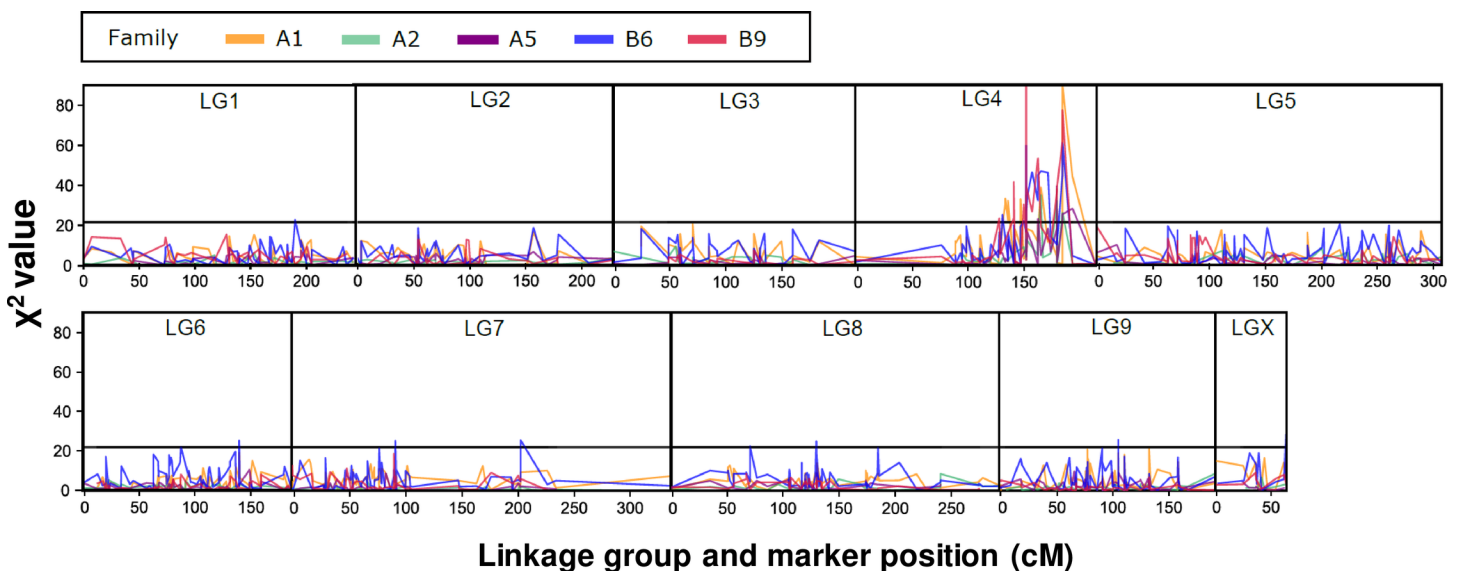 Family A1 A2 A5 B6 B9
LG1 LG2 LG3 LG4 LG5
80
60
40
20
0
0 50 100 150 200 0 50 100 150 200 0 50 100 150 0 100 150 0 50 100 150 200 250 300
X² value
LG6 LG7 LG8 LG9 LGX
80
60
40
20
0
0 50 100 150 0 50 100 150 200 250 300 0 50 100 150 200 250 0 50 100 150 0 50
Linkage group and marker position (cM)